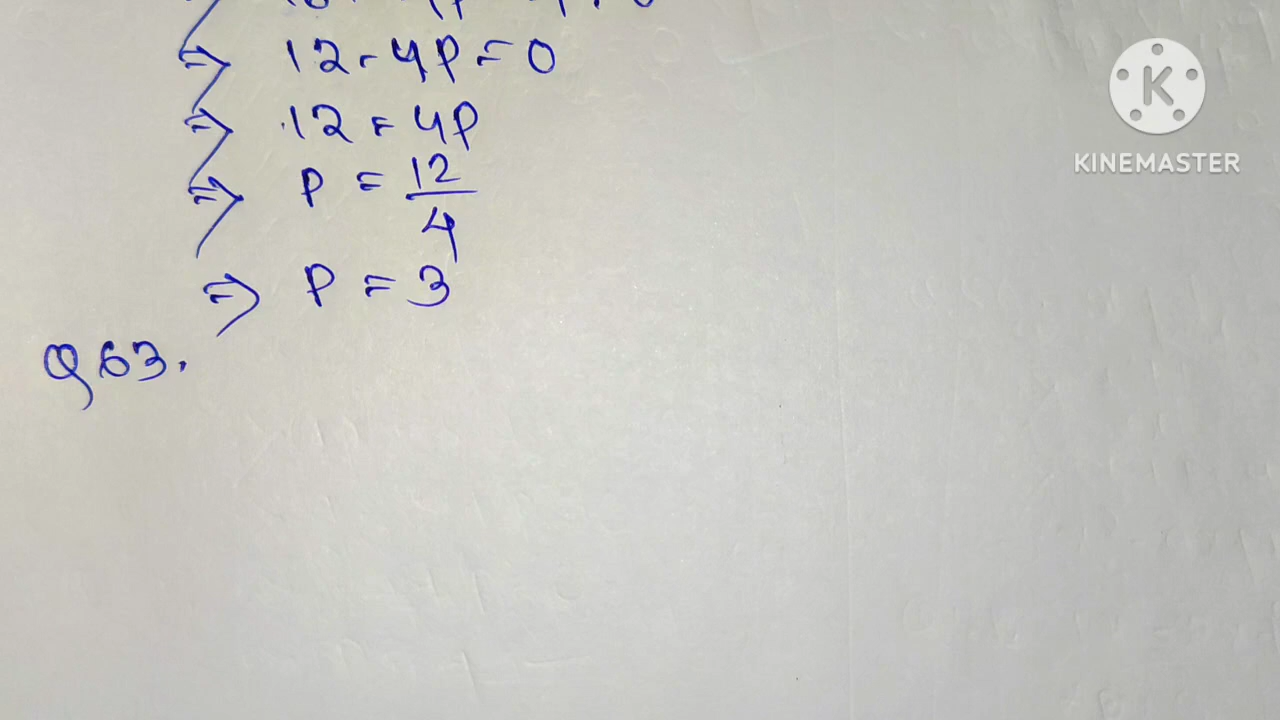 ⇒ 12 - 4P = 0
⇒ 12 = 4P
⇒ P = 12/4
⇒ P = 3
Q63.
K
KINEMASTER